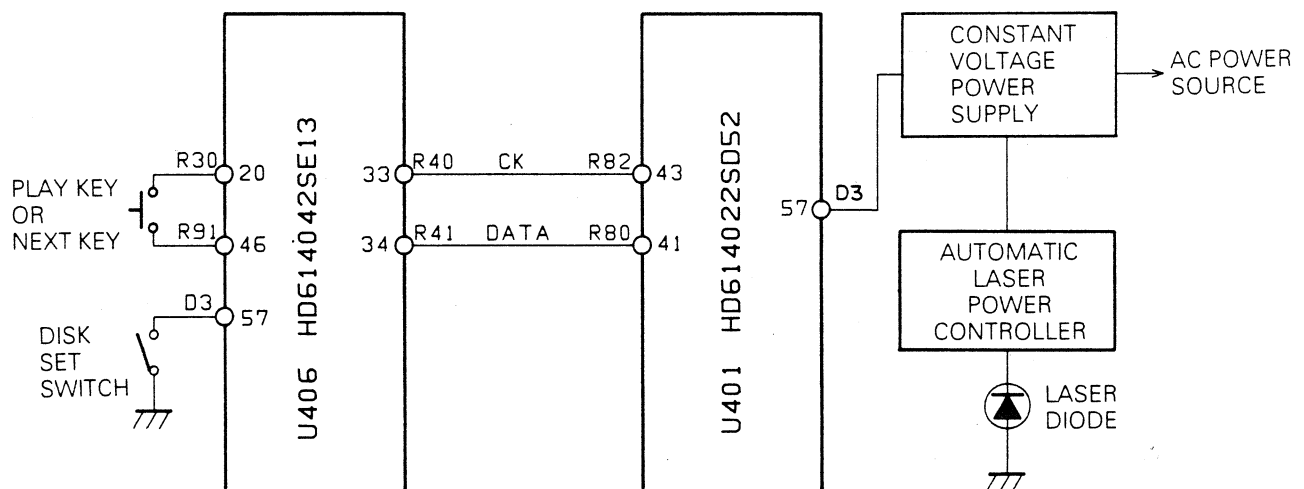 CONSTANT
VOLTAGE
POWER
SUPPLY
AC POWER
SOURCE
PLAY KEY
OR
NEXT KEY
R30
20
R91
46
D3
57
DISK
SET
SWITCH
U406 HD614042SE13
33
R40
CK
R82
43
34
R41
DATA
R80
41
U401 HD614022SD52
57
D3
AUTOMATIC
LASER
POWER
CONTROLLER
LASER
DIODE